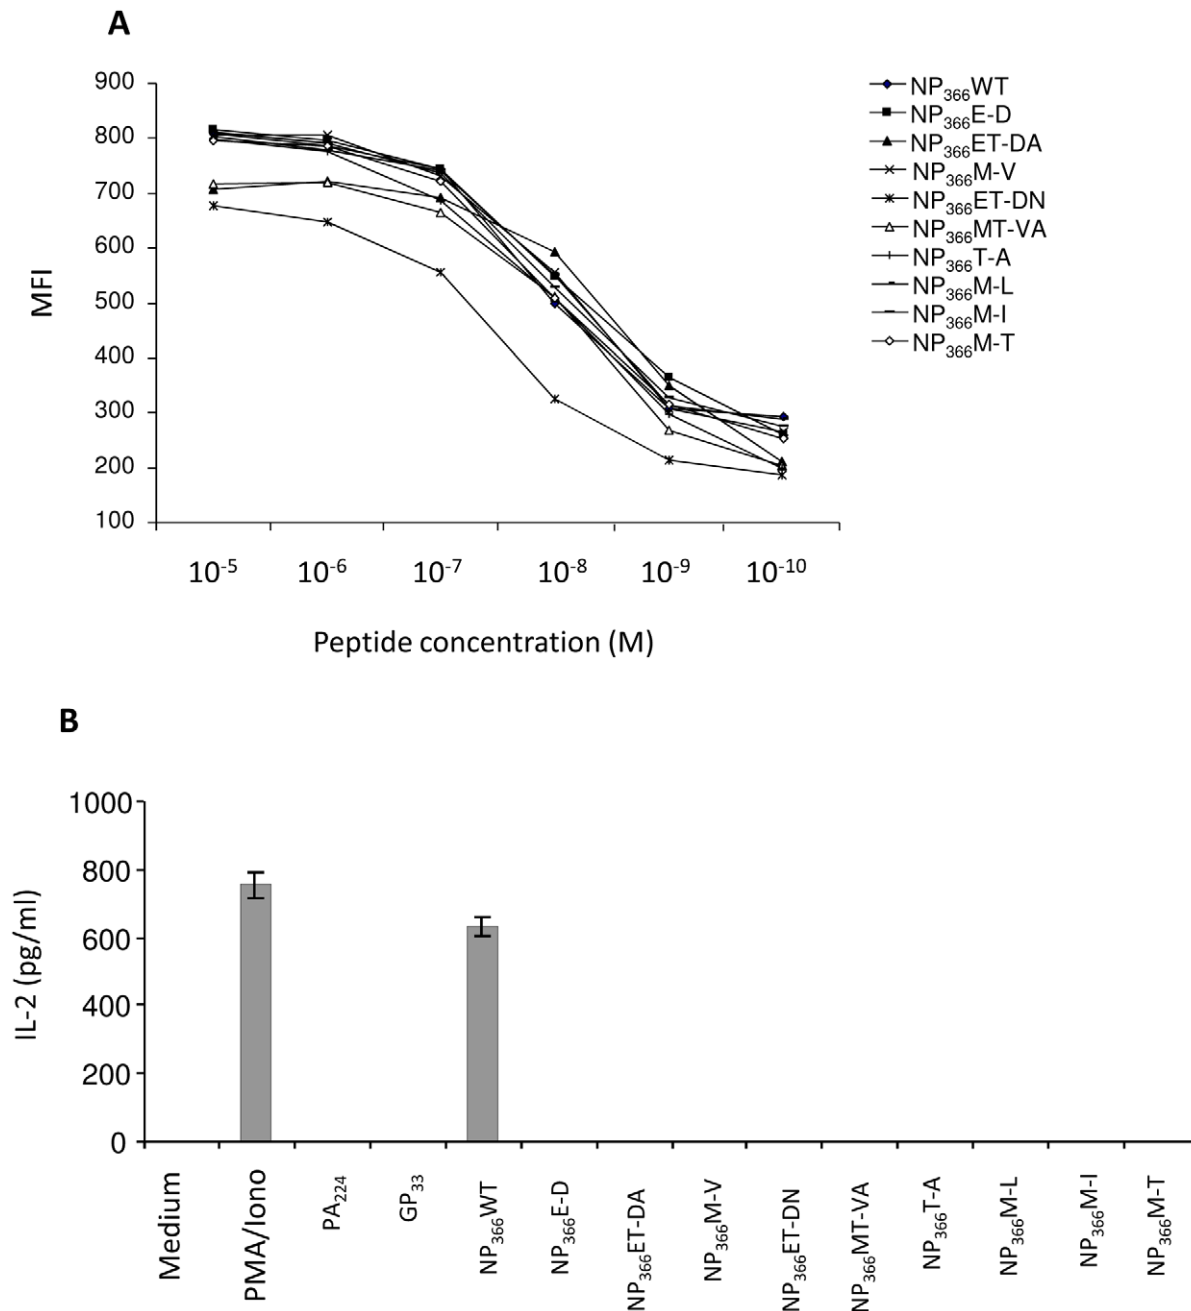 A
900
800
700
600
500
400
300
200
100
MFI
10-5 10-6 10-7 10-8 10-9 10-10
Peptide concentration (M)
NP366WT
NP366E-D
NP366ET-DA
NP366M-V
NP366ET-DN
NP366MT-VA
NP366T-A
NP366M-L
NP366M-I
NP366M-T
B
1000
800
600
400
200
0
IL-2 (pg/ml)
Medium
PMA/Iono
PA224
GP33
NP366WT
NP366E-D
NP366ET-DA
NP366M-V
NP366ET-DN
NP366MT-VA
NP366T-A
NP366M-L
NP366M-I
NP366M-T